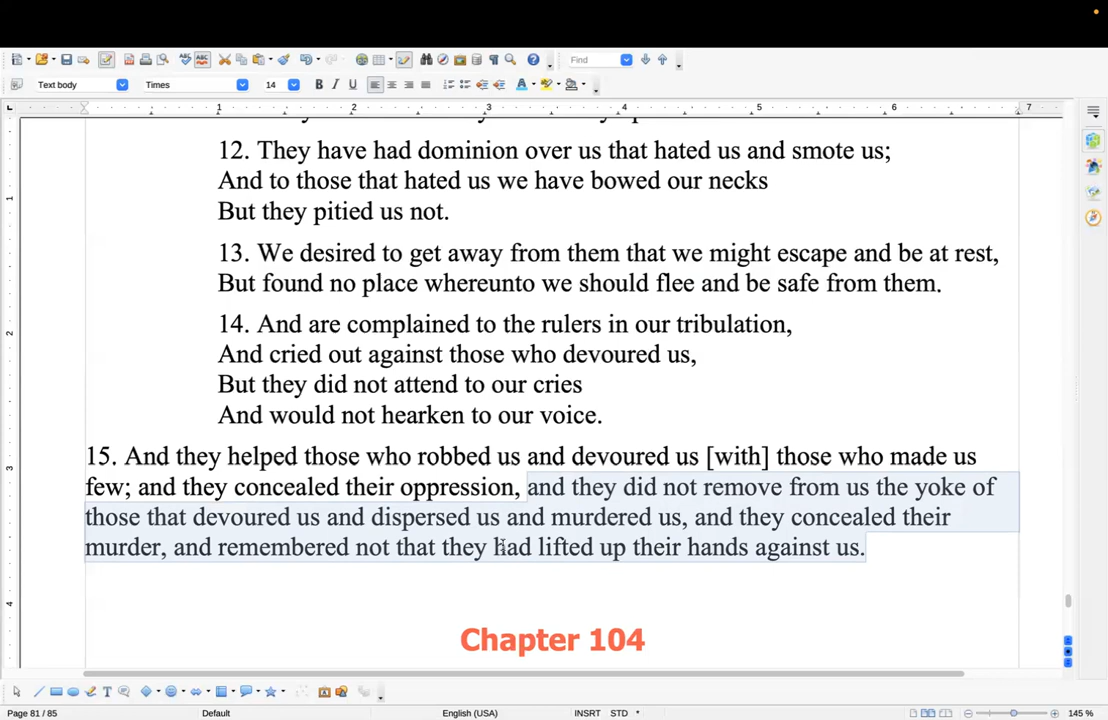 Find
Text body
Times
14
1 2 3 4 5 6 7
12. They have had dominion over us that hated us and smote us;
And to those that hated us we have bowed our necks
But they pitied us not.
13. We desired to get away from them that we might escape and be at rest,
But found no place whereunto we should flee and be safe from them.
14. And are complained to the rulers in our tribulation,
And cried out against those who devoured us,
But they did not attend to our cries
And would not hearken to our voice.
15. And they helped those who robbed us and devoured us [with] those who made us
few; and they concealed their oppression, and they did not remove from us the yoke of
those that devoured us and dispersed us and murdered us, and they concealed their
murder, and remembered not that they had lifted up their hands against us.
Chapter 104
Page 81 / 85 Default English (USA) INSRT STD * 145 %